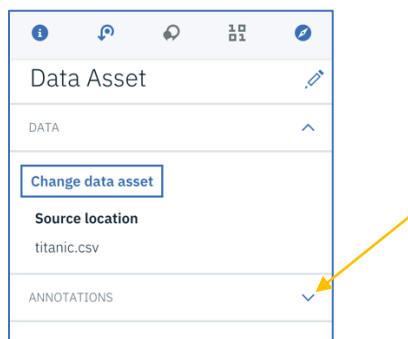 Data Asset
DATA
Change data asset
Source location
titanic.csv
ANNOTATIONS